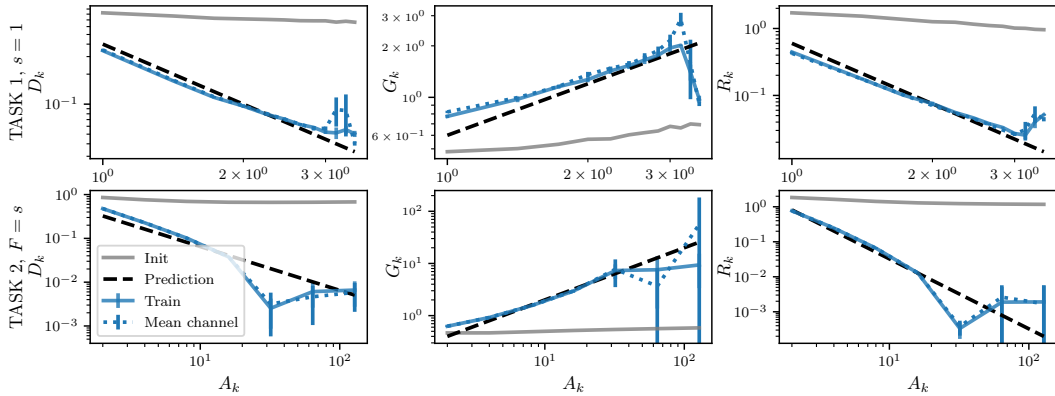 TASK 1, s = 1
D_k
10^{-1}
10^0
2 × 10^0
3 × 10^0
G_k
3 × 10^0
2 × 10^0
10^0
6 × 10^{-1}
10^0
2 × 10^0
3 × 10^0
R_k
10^0
10^{-1}
10^0
2 × 10^0
3 × 10^0
TASK 2, F = s
D_k
10^0
10^{-1}
10^{-2}
10^{-3}
Init
Prediction
Train
Mean channel
10^1
10^2
A_k
G_k
10^2
10^1
10^0
10^1
10^2
A_k
R_k
10^0
10^{-1}
10^{-2}
10^{-3}
10^1
10^2
A_k